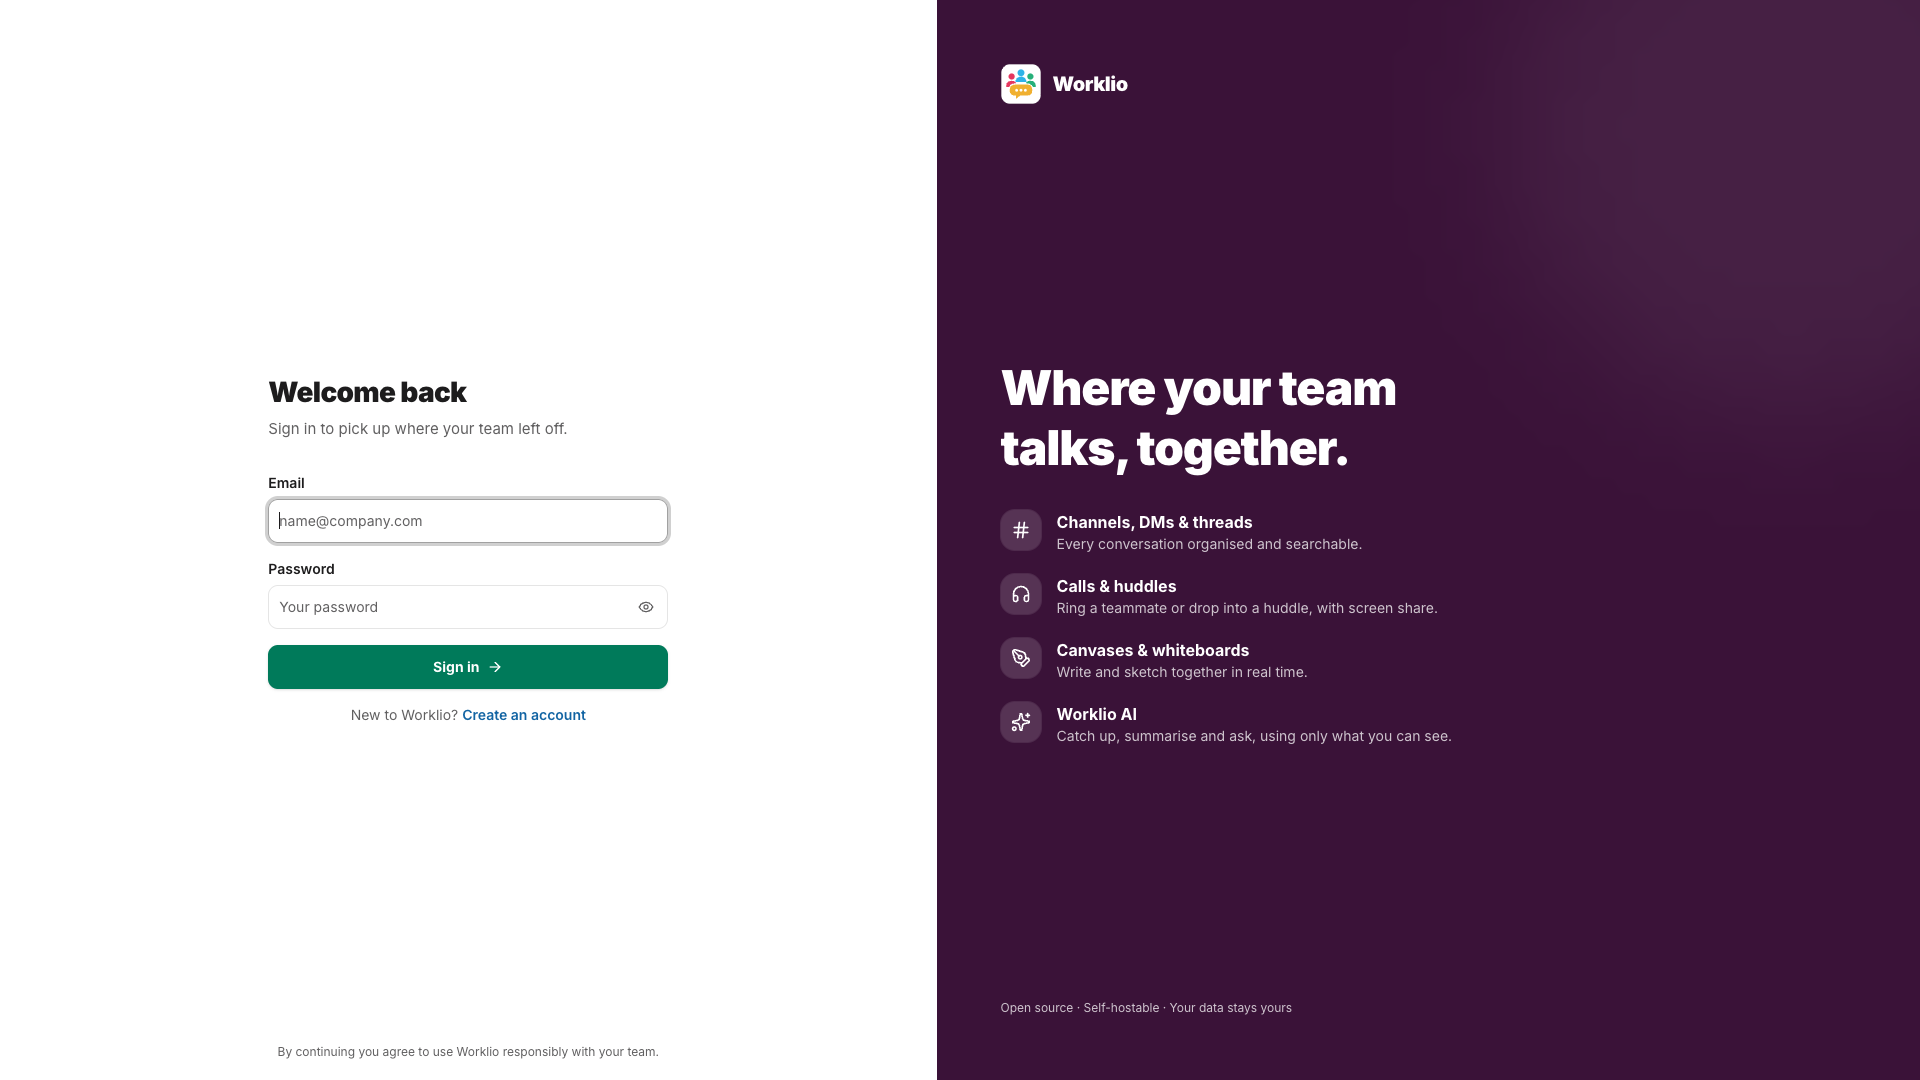 Welcome back
Sign in to pick up where your team left off.
Email
name@company.com
Password
Your password
Sign in
New to Worklio? Create an account
By continuing you agree to use Worklio responsibly with your team.
Worklio
Where your team
talks, together.
Channels, DMs & threads
Every conversation organised and searchable.
Calls & huddles
Ring a teammate or drop into a huddle, with screen share.
Canvases & whiteboards
Write and sketch together in real time.
Worklio AI
Catch up, summarise and ask, using only what you can see.
Open source · Self-hostable · Your data stays yours